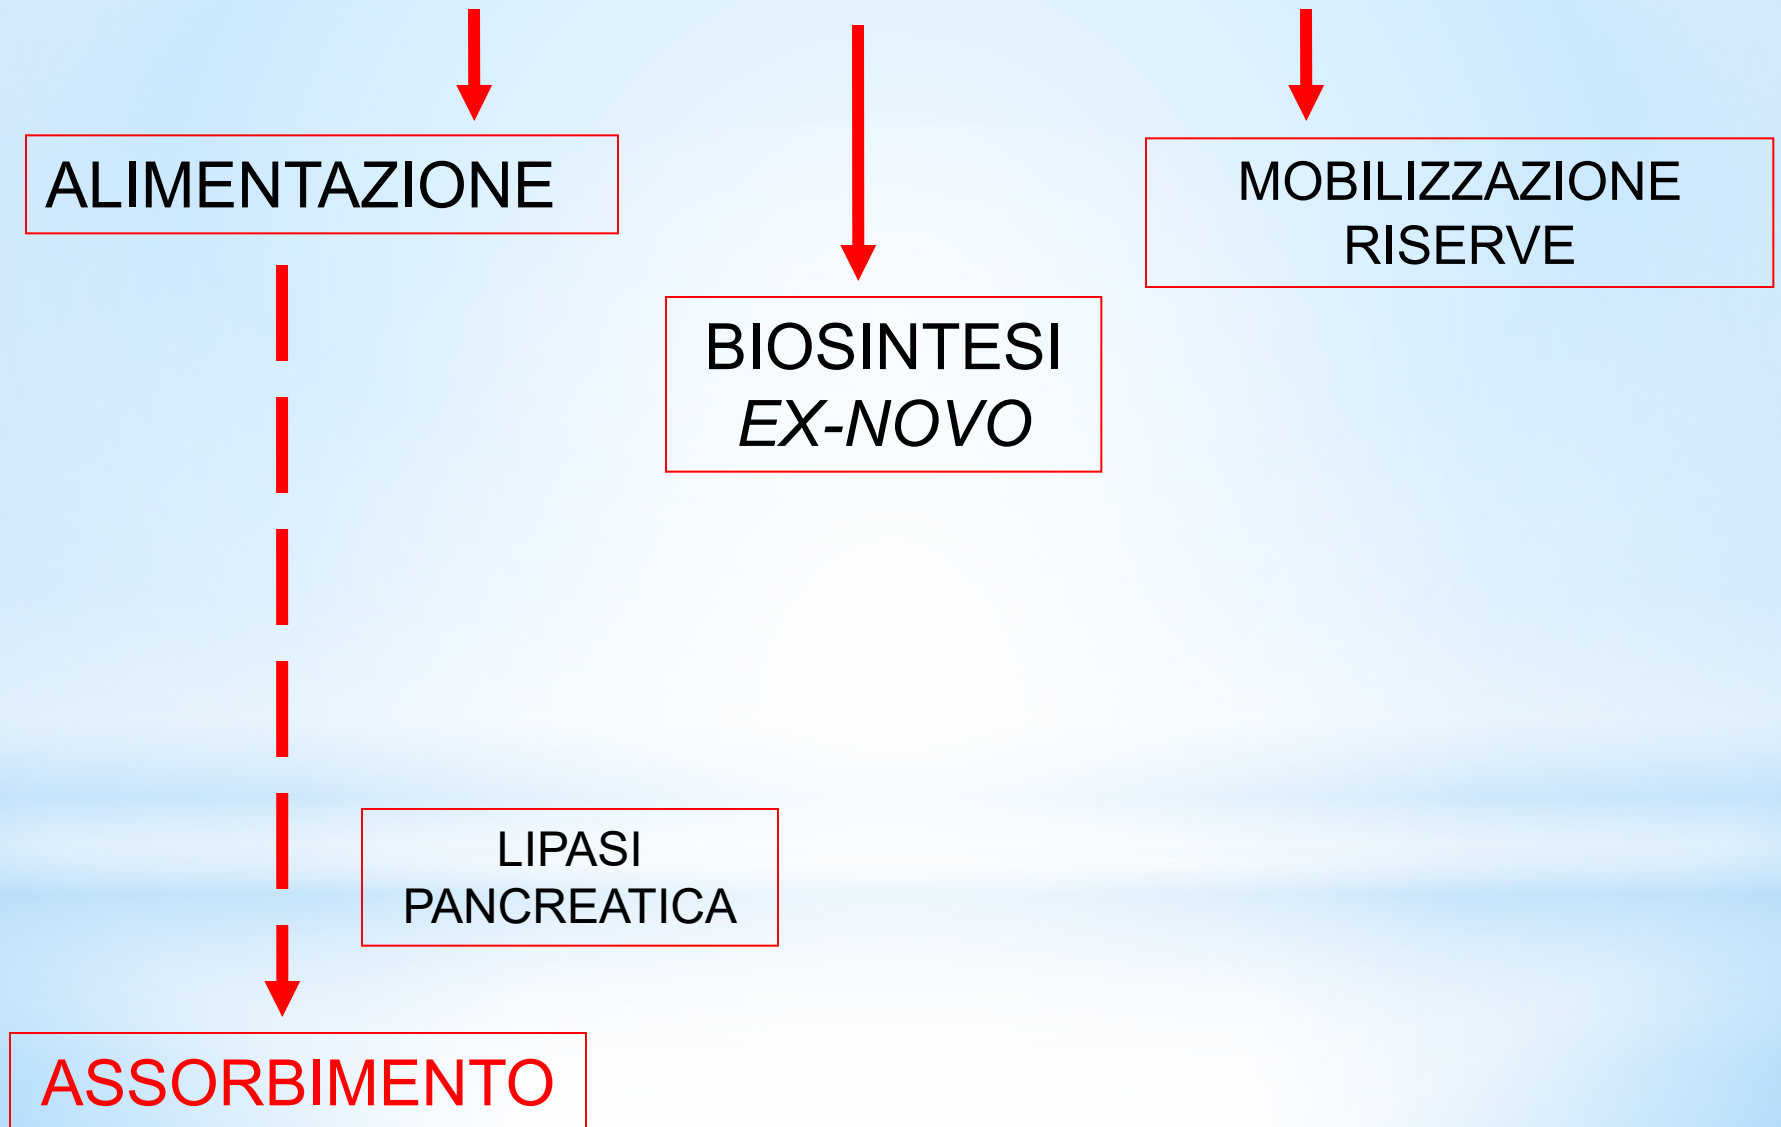 ALIMENTAZIONE
MOBILIZZAZIONE
RISERVE
BIOSINTESI
EX-NOVO
LIPASI
PANCREATICA
ASSORBIMENTO